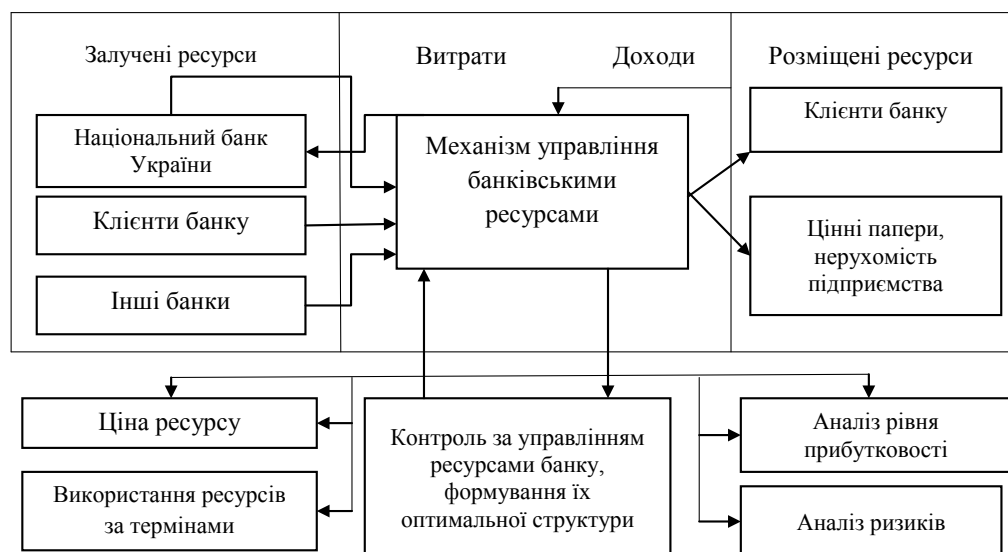 Залучені ресурси
Витрати
Доходи
Розміщені ресурси
Національний банк
України
Клієнти банку
Інші банки
Механізм управління
банківськими
ресурсами
Клієнти банку
Цінні папери,
нерухомість
підприємства
Ціна ресурсу
Використання ресурсів
за термінами
Контроль за управлінням
ресурсами банку,
формування їх
оптимальної структури
Аналіз рівня
прибутковості
Аналіз ризиків